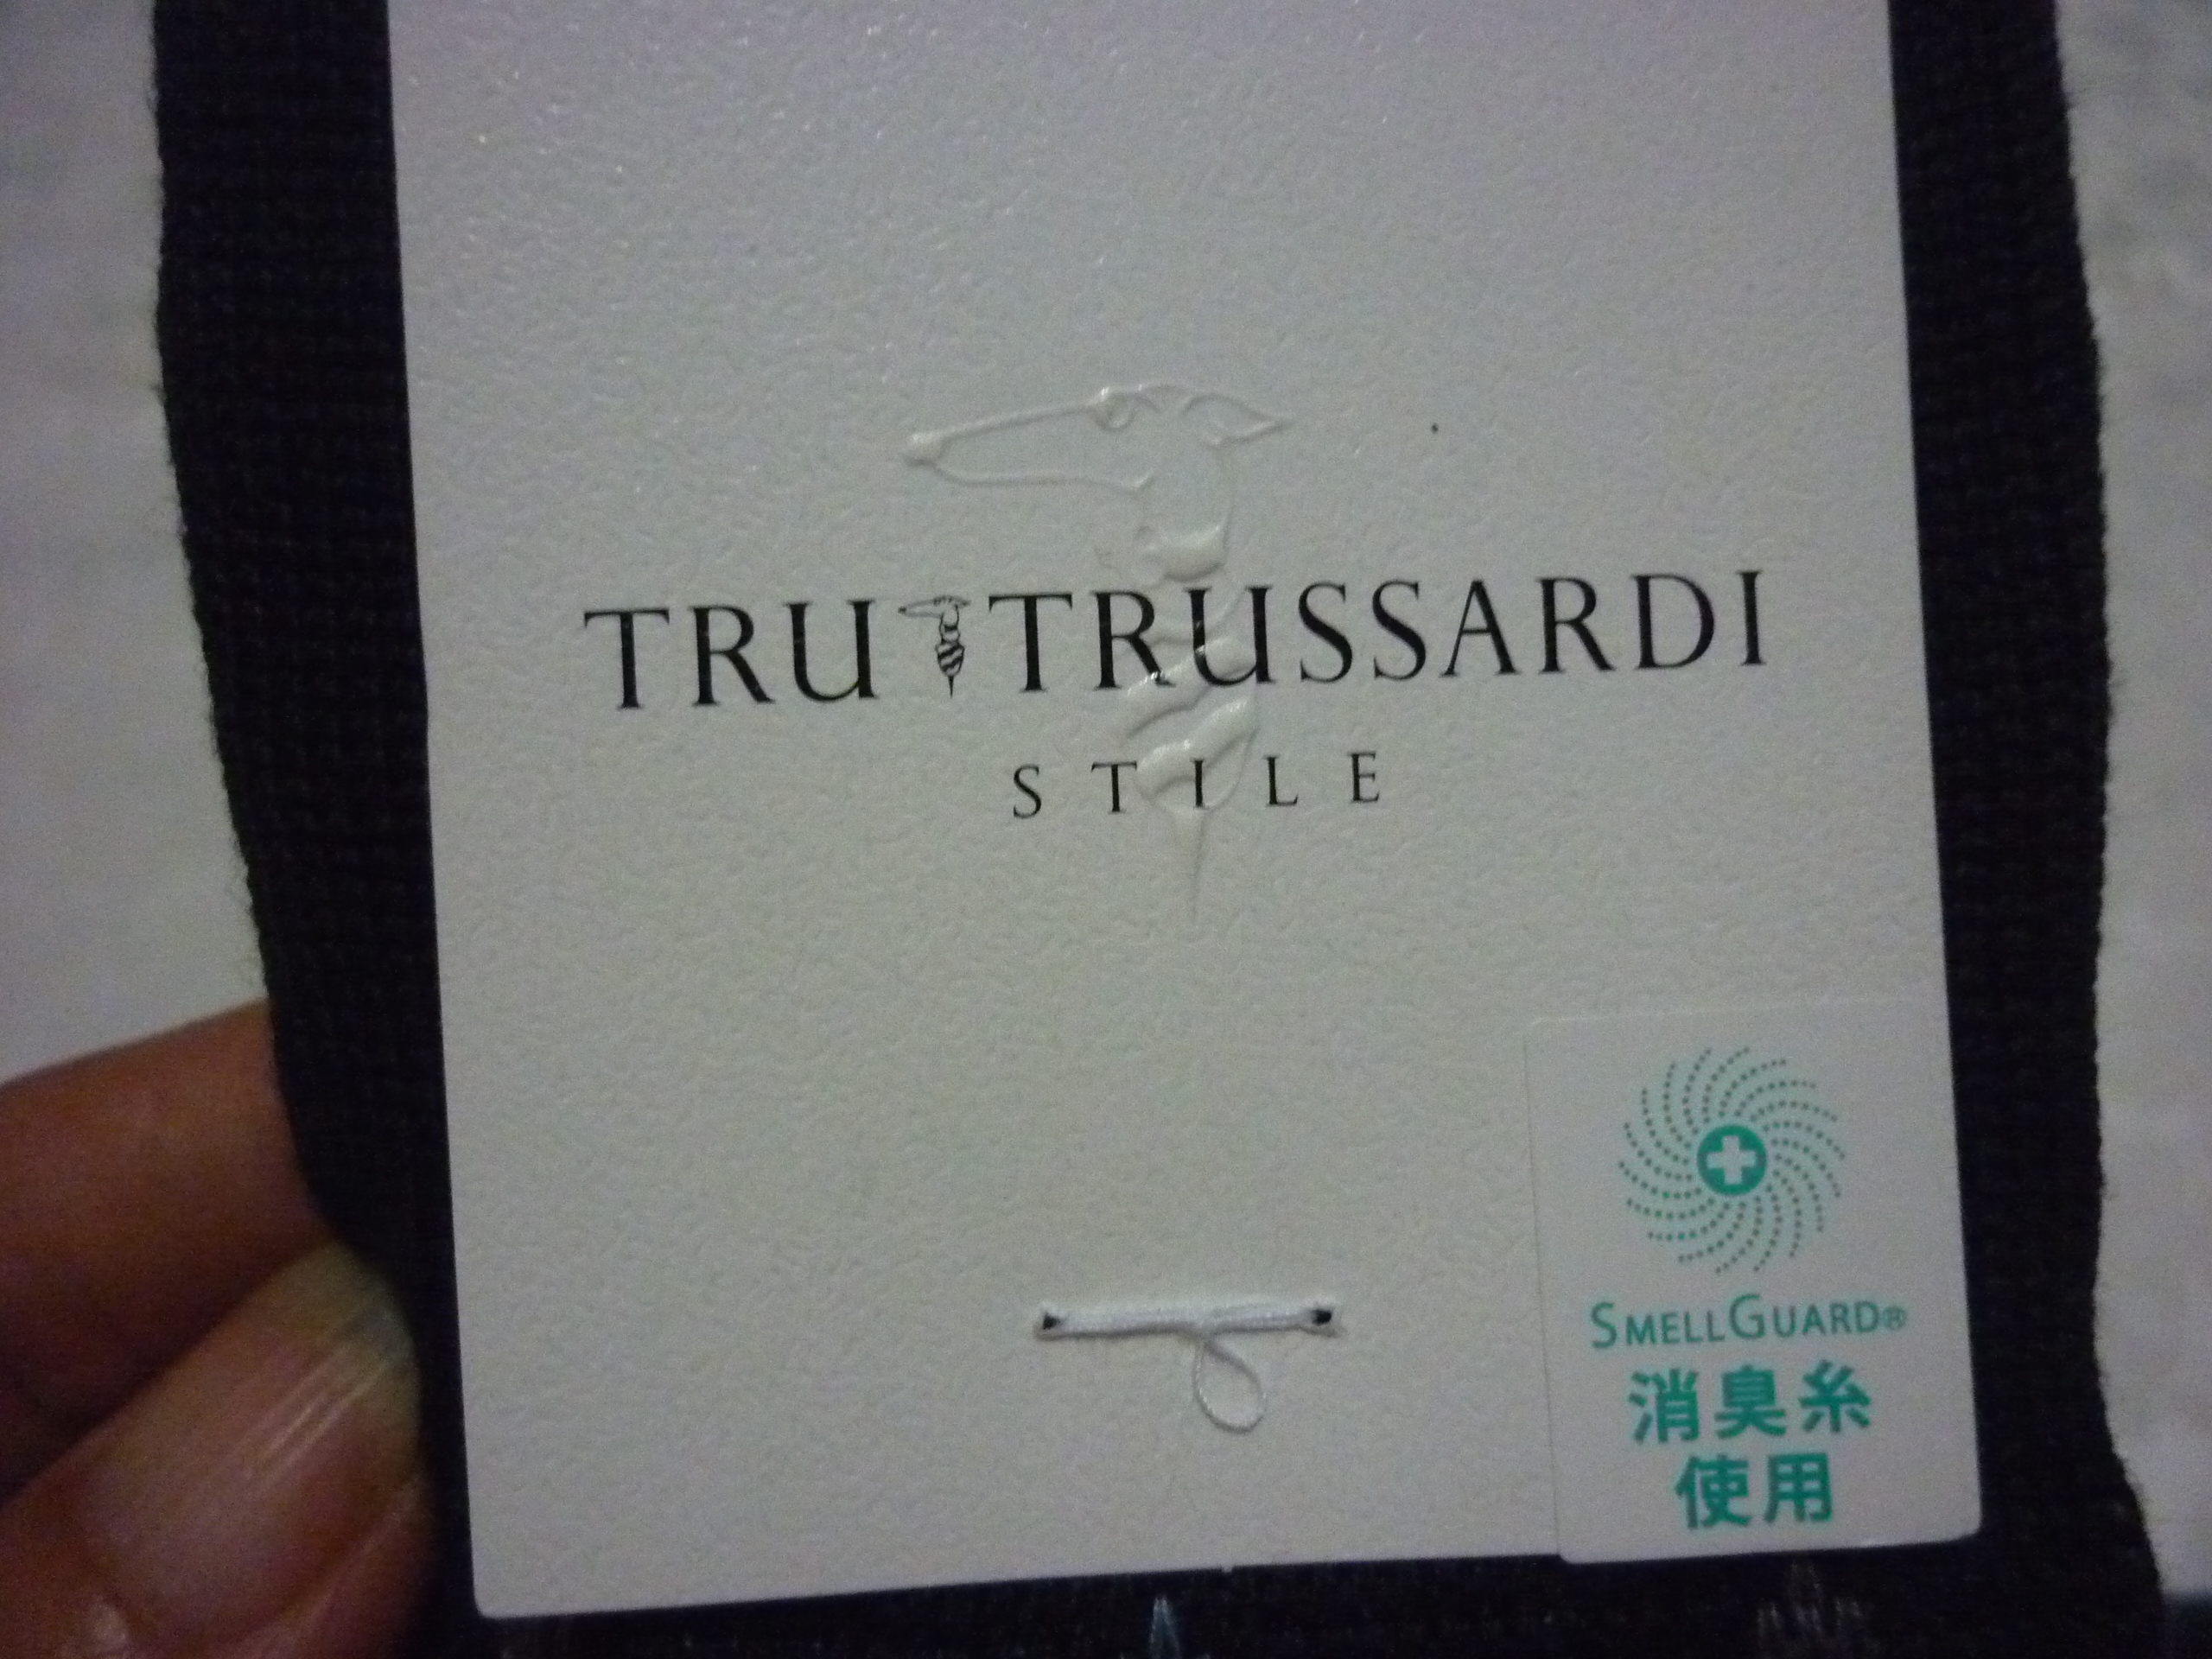 TRU TRUSSARDI
STILE
SMELLGUARD®
消臭糸
使用